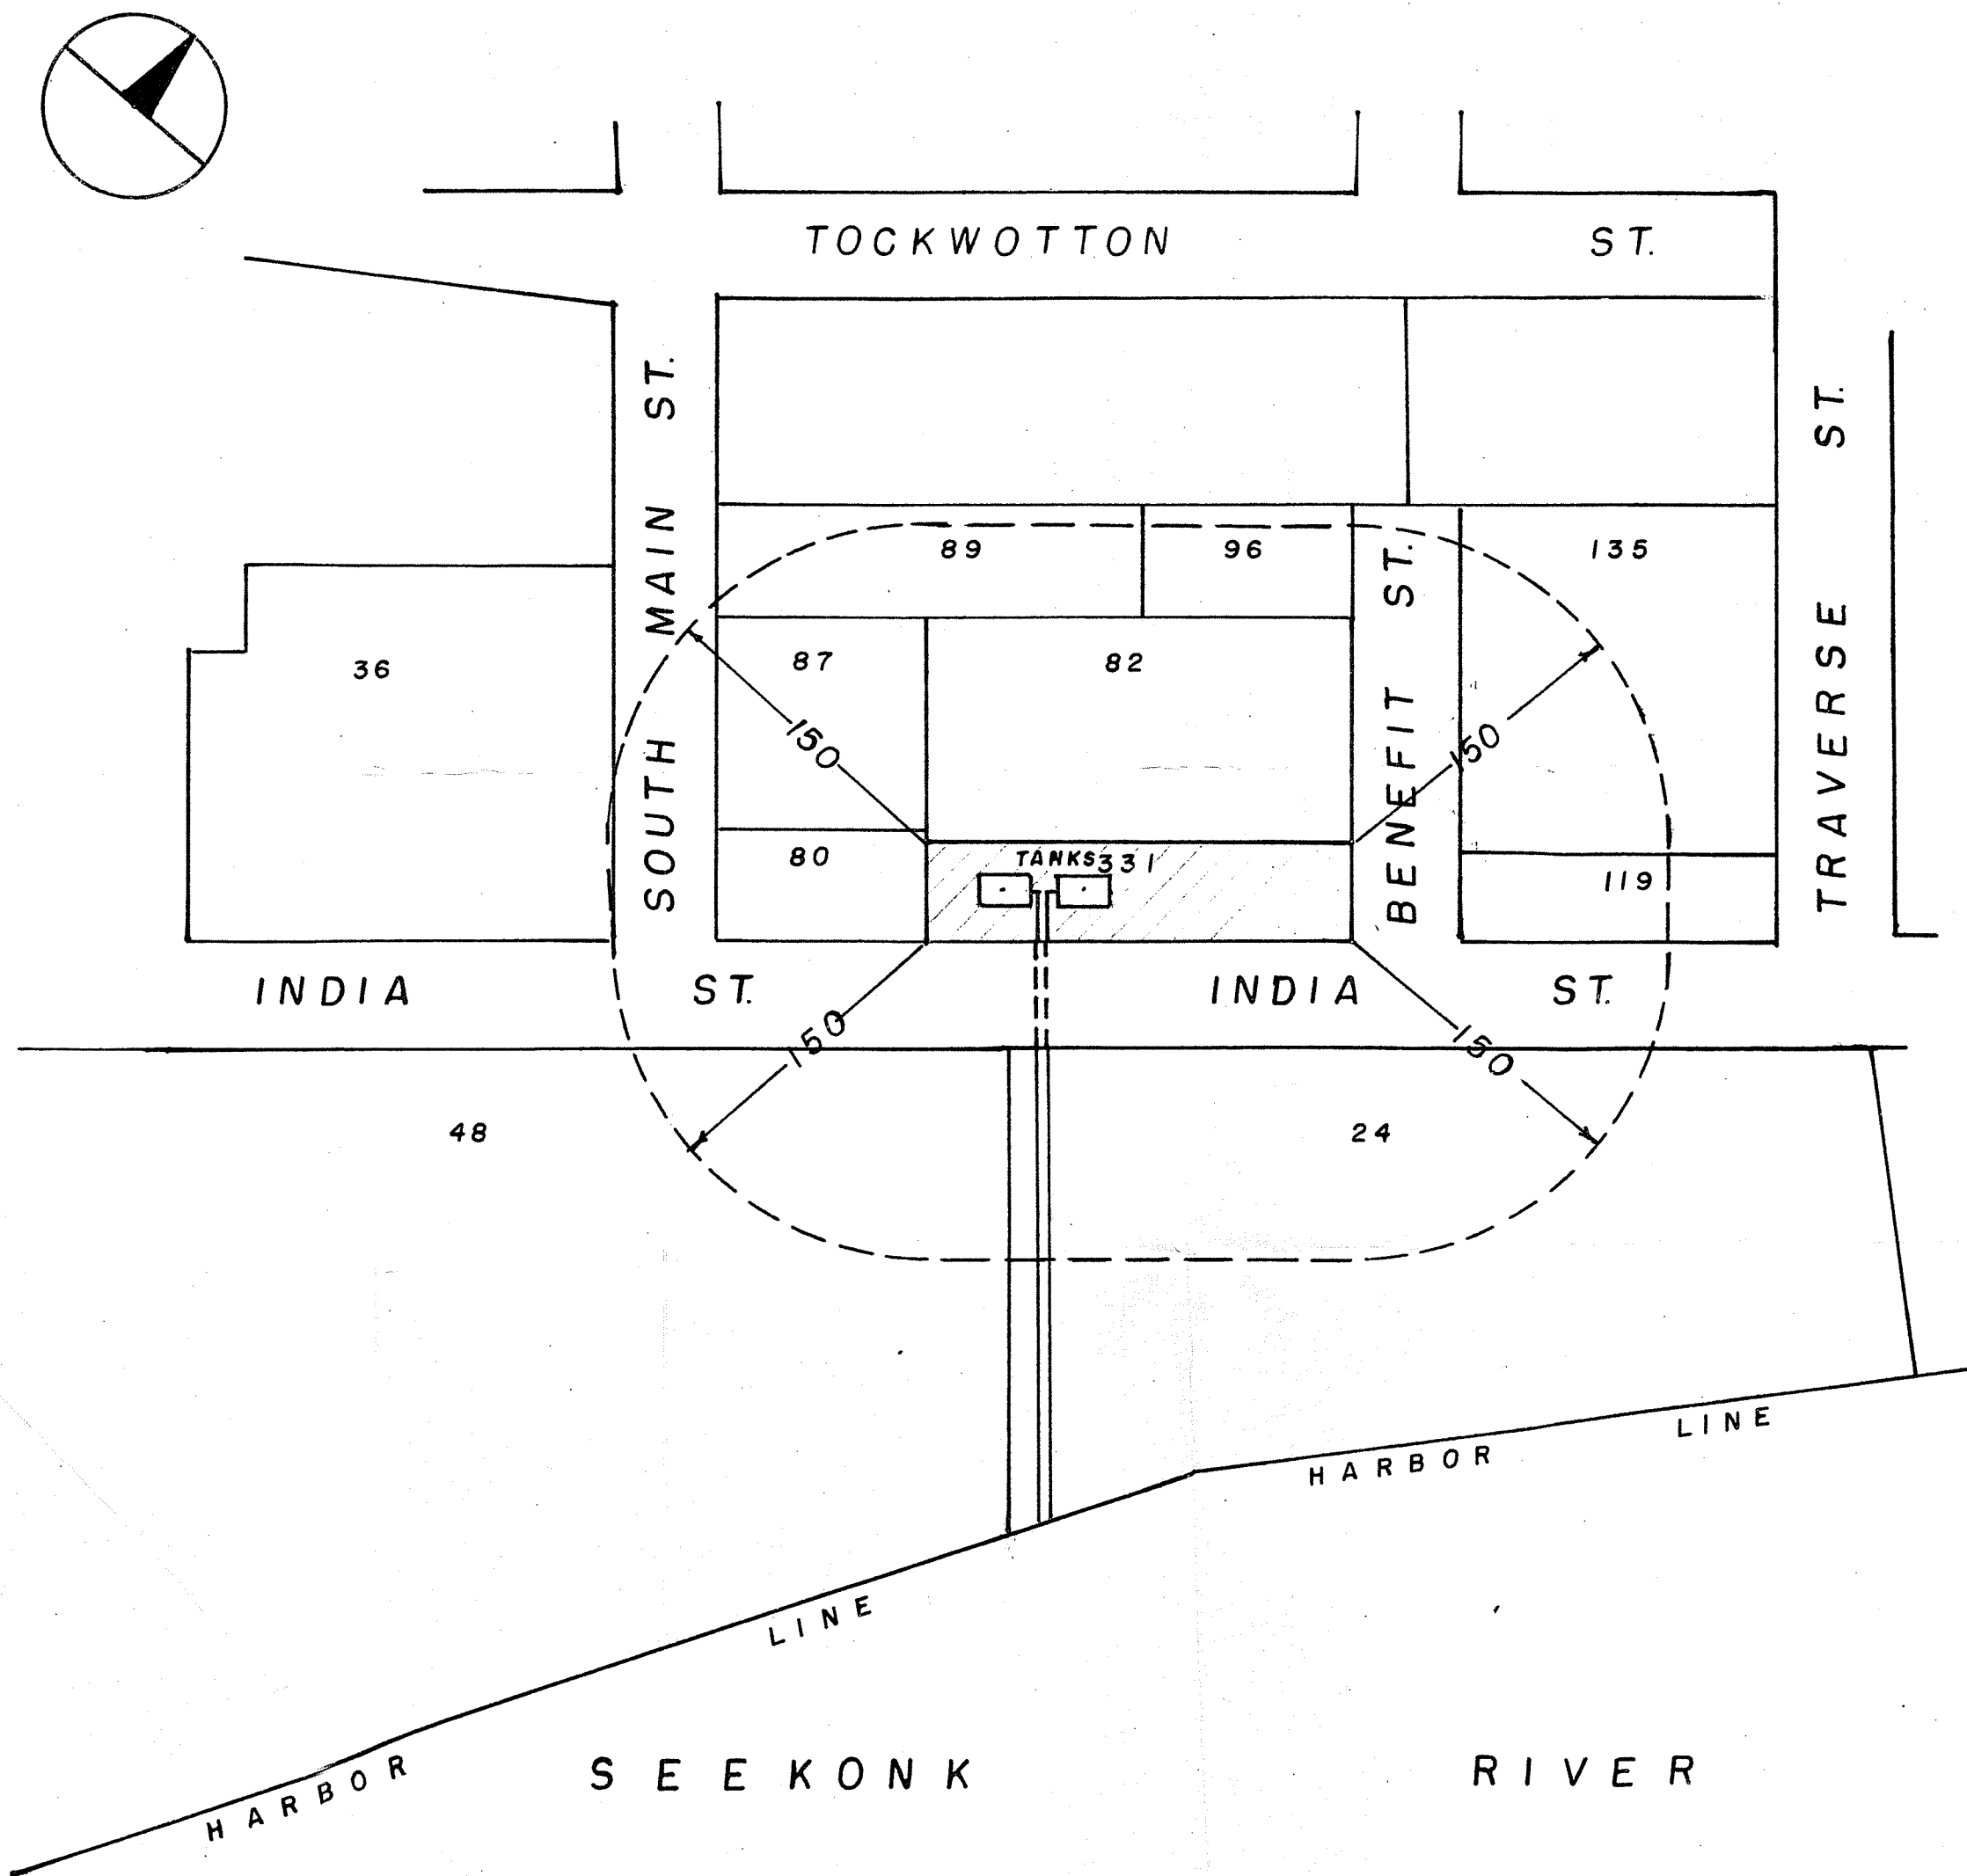 TOCKWOTTON ST.
SOUTH MAIN ST.
BENEFIT ST.
TRAVERSE ST.
89
96
135
36
87
82
150
150
80
TANKS 331
119
INDIA ST.
INDIA ST.
150
150
48
24
HARBOR LINE
HARBOR LINE
SEEKONK RIVER